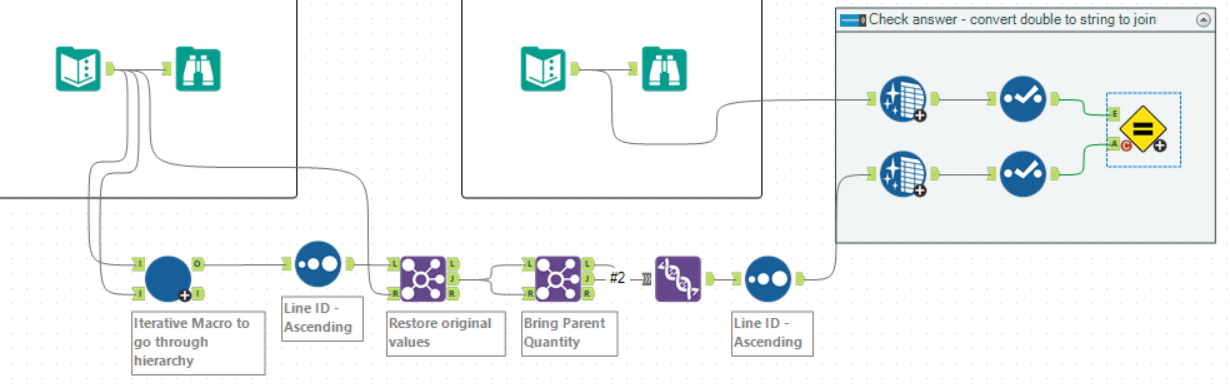 Check answer - convert double to string to join
E
A
C
I
O
I
I
Iterative Macro to
go through
hierarchy
Line ID -
Ascending
L
R
L
J
R
Restore original
values
L
R
L
J
R
Bring Parent
Quantity
#2
Line ID -
Ascending